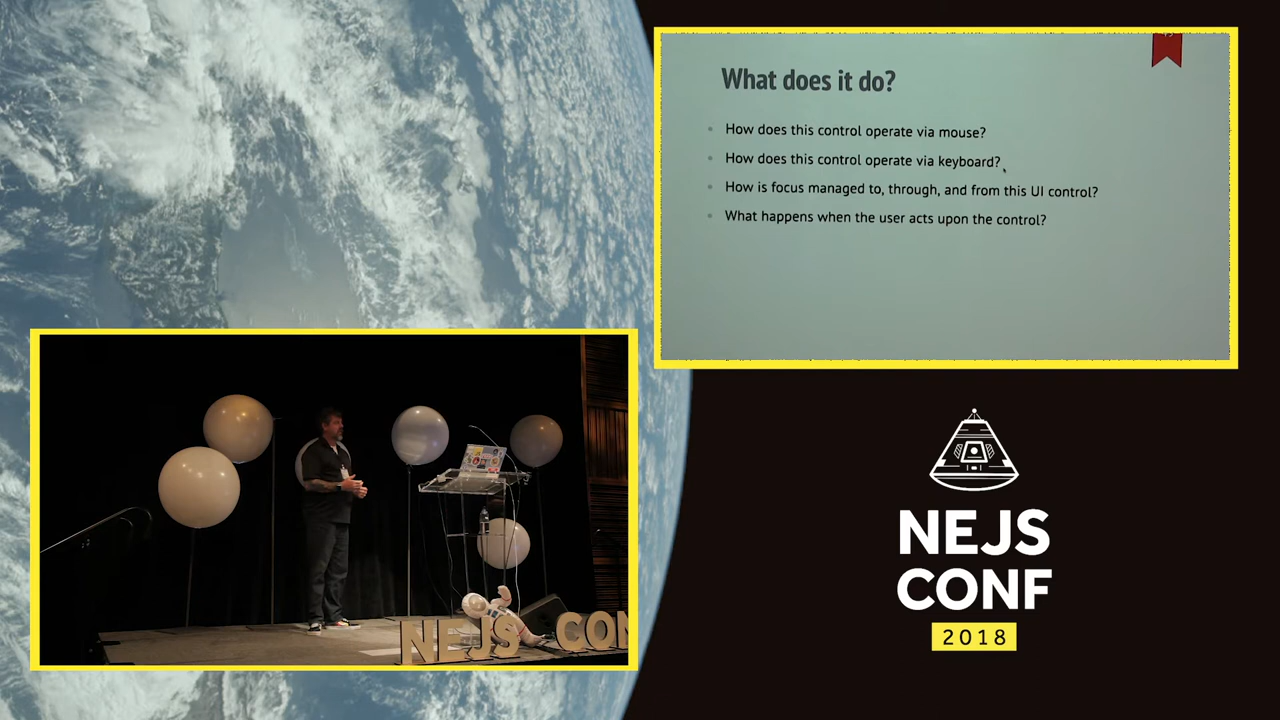 What does it do?
How does this control operate via mouse?
How does this control operate via keyboard?
How is focus managed to, through, and from this UI control?
What happens when the user acts upon the control?
NEJS
CONF
2018
NEJS CON